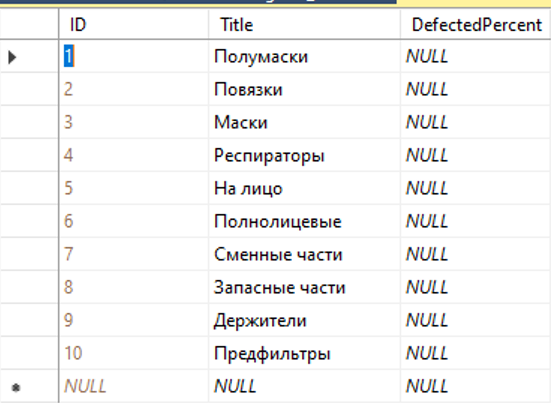 ID Title DefectedPercent
1 Полумаски NULL
2 Повязки NULL
3 Маски NULL
4 Респираторы NULL
5 На лицо NULL
6 Полнолицевые NULL
7 Сменные части NULL
8 Запасные части NULL
9 Держители NULL
10 Предфильтры NULL
NULL NULL NULL